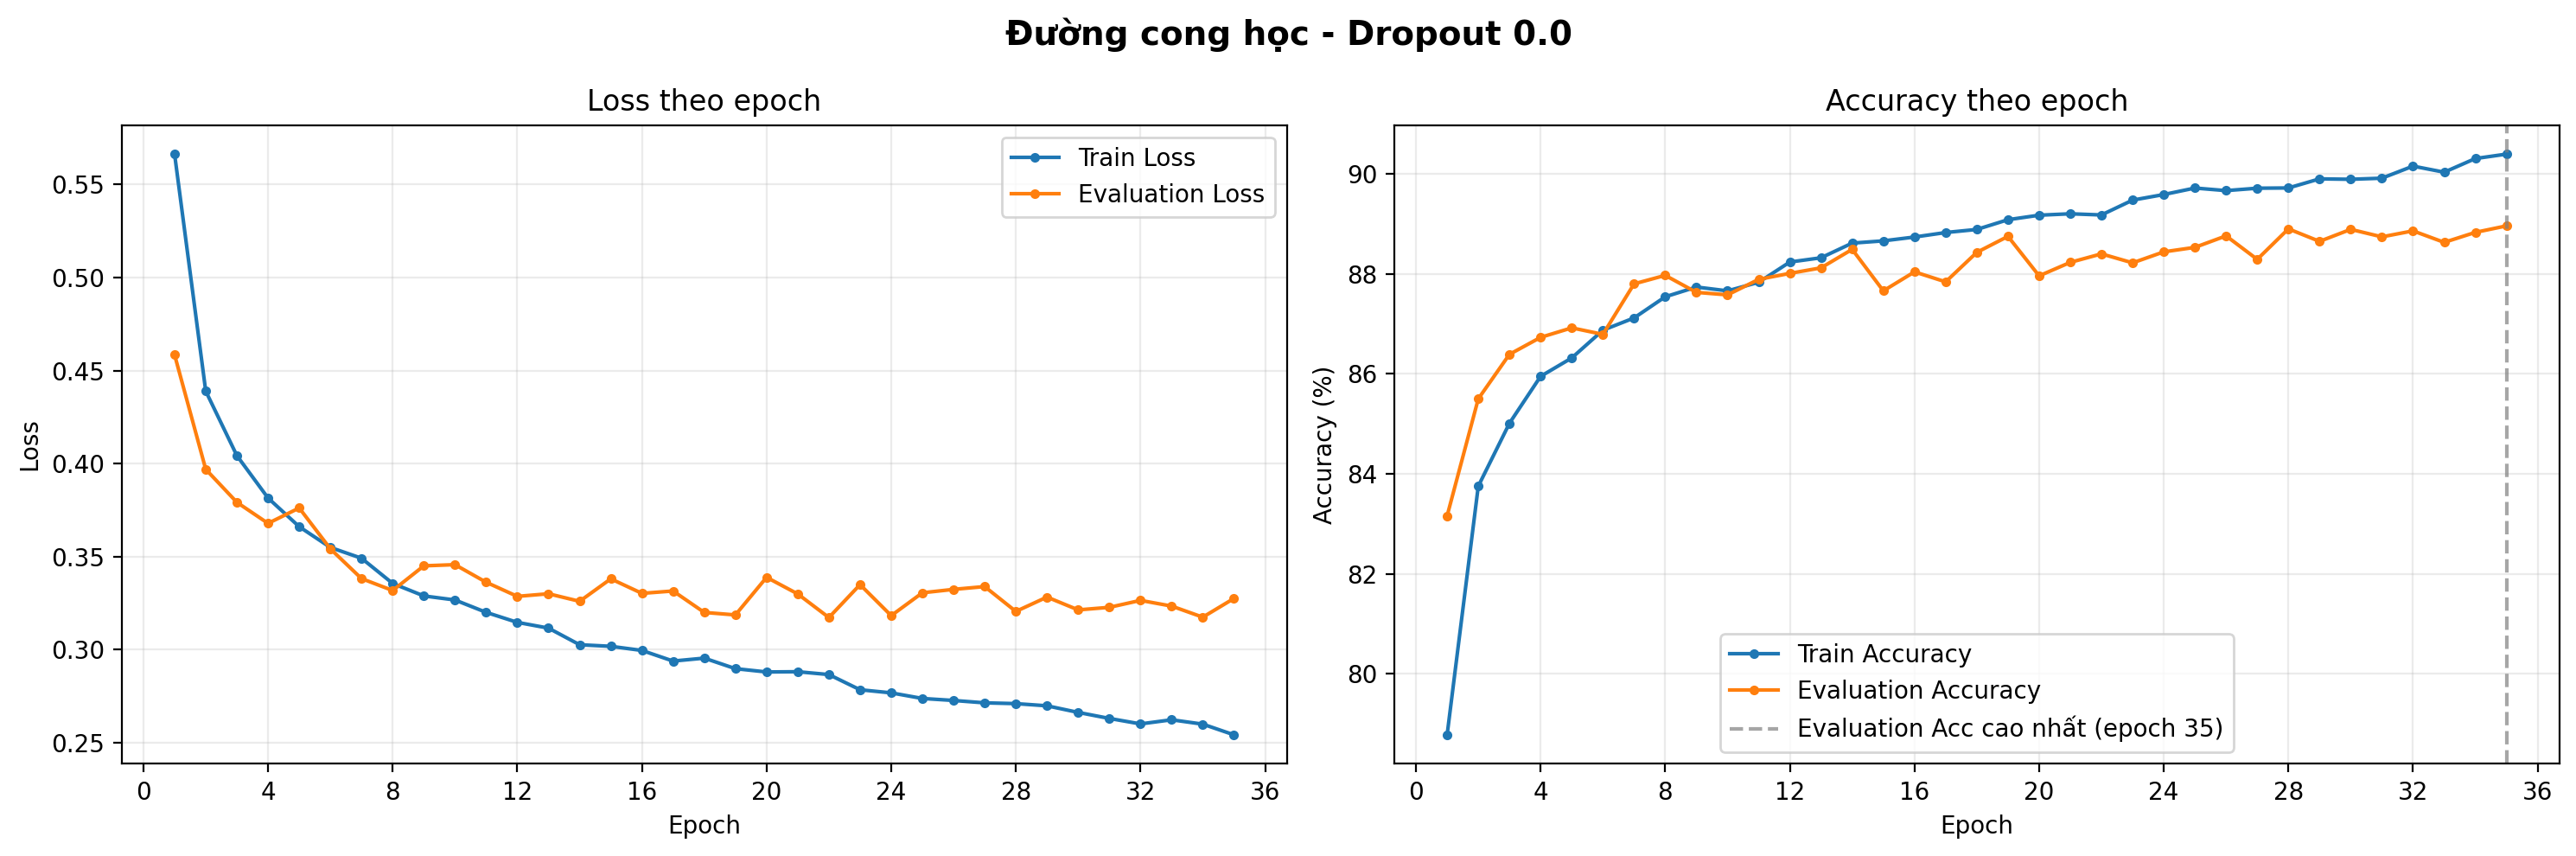 Đường cong học - Dropout 0.0
Loss theo epoch
Loss
0.55
0.50
0.45
0.40
0.35
0.30
0.25
Train Loss
Evaluation Loss
0 4 8 12 16 20 24 28 32 36
Epoch
Accuracy theo epoch
Accuracy (%)
90
88
86
84
82
80
Train Accuracy
Evaluation Accuracy
Evaluation Acc cao nhất (epoch 35)
0 4 8 12 16 20 24 28 32 36
Epoch